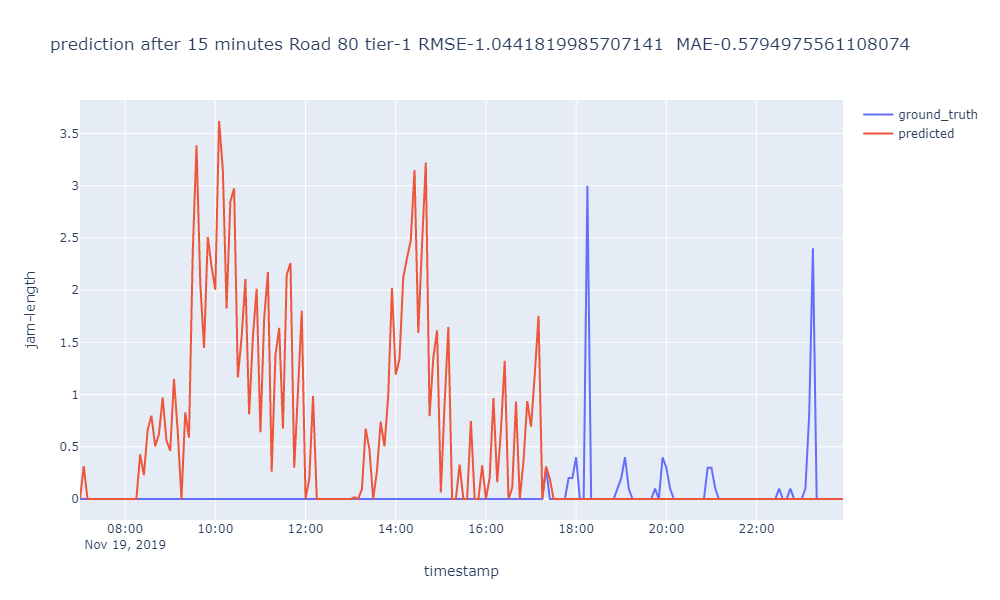 prediction after 15 minutes Road 80 tier-1 RMSE-1.0441819985707141  MAE-0.5794975561108074
ground_truth
predicted
3.5
3
2.5
2
1.5
1
0.5
0
jam-length
08:00 10:00 12:00 14:00 16:00 18:00 20:00 22:00
Nov 19, 2019
timestamp